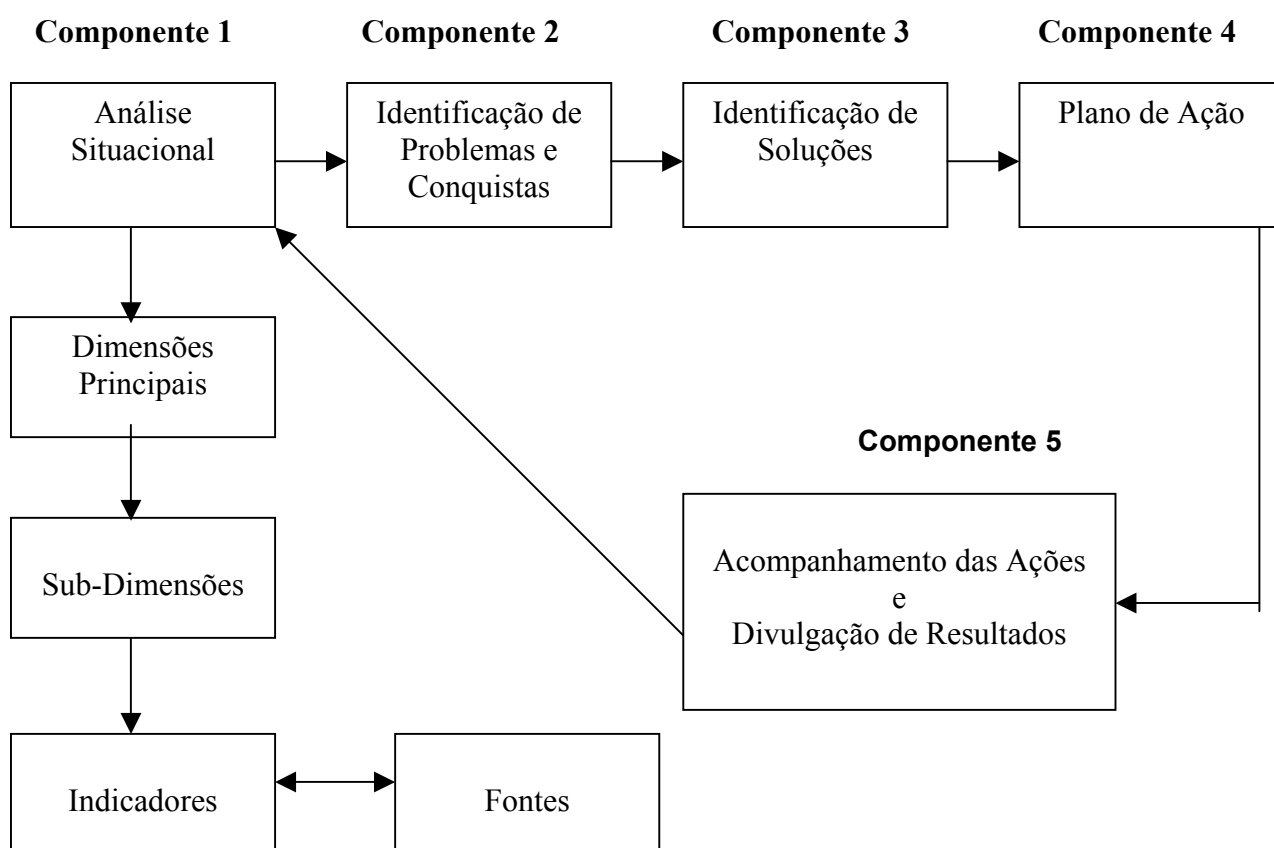 Componente 1
Componente 2
Componente 3
Componente 4
Análise
Situacional
Identificação de
Problemas e
Conquistas
Identificação de
Soluções
Plano de Ação
Dimensões
Principais
Componente 5
Sub-Dimensões
Acompanhamento das Ações
e
Divulgação de Resultados
Indicadores
Fontes